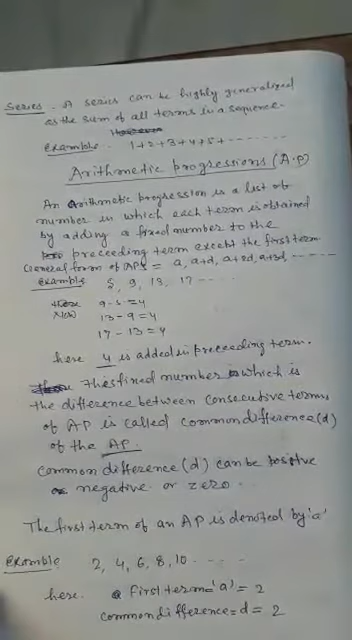 Series. A series can be highly generalized
as the sum of all terms in a sequence.
Example. 1+2+3+4+5+.......
Arithmetic progressions (A.P)
An Arithmetic progression is a list of
number in which each term is obtained
by adding a fixed number to the
preceeding term except the first term
General form of APs = a, a+d, a+2d, a+3d, .....
Example 5, 9, 13, 17 ....
9-5=4
Now 13-9=4
17-13=4
here 4 is added in preceeding term.
The fixed number which is
the difference between consecutive terms
of AP is called common difference (d)
of the AP.
common difference (d) can be positive
negative or zero.
The first term of an AP is denoted by 'a'
Example 2, 4, 6, 8, 10 ....
here. First term 'a' = 2
common difference = d = 2